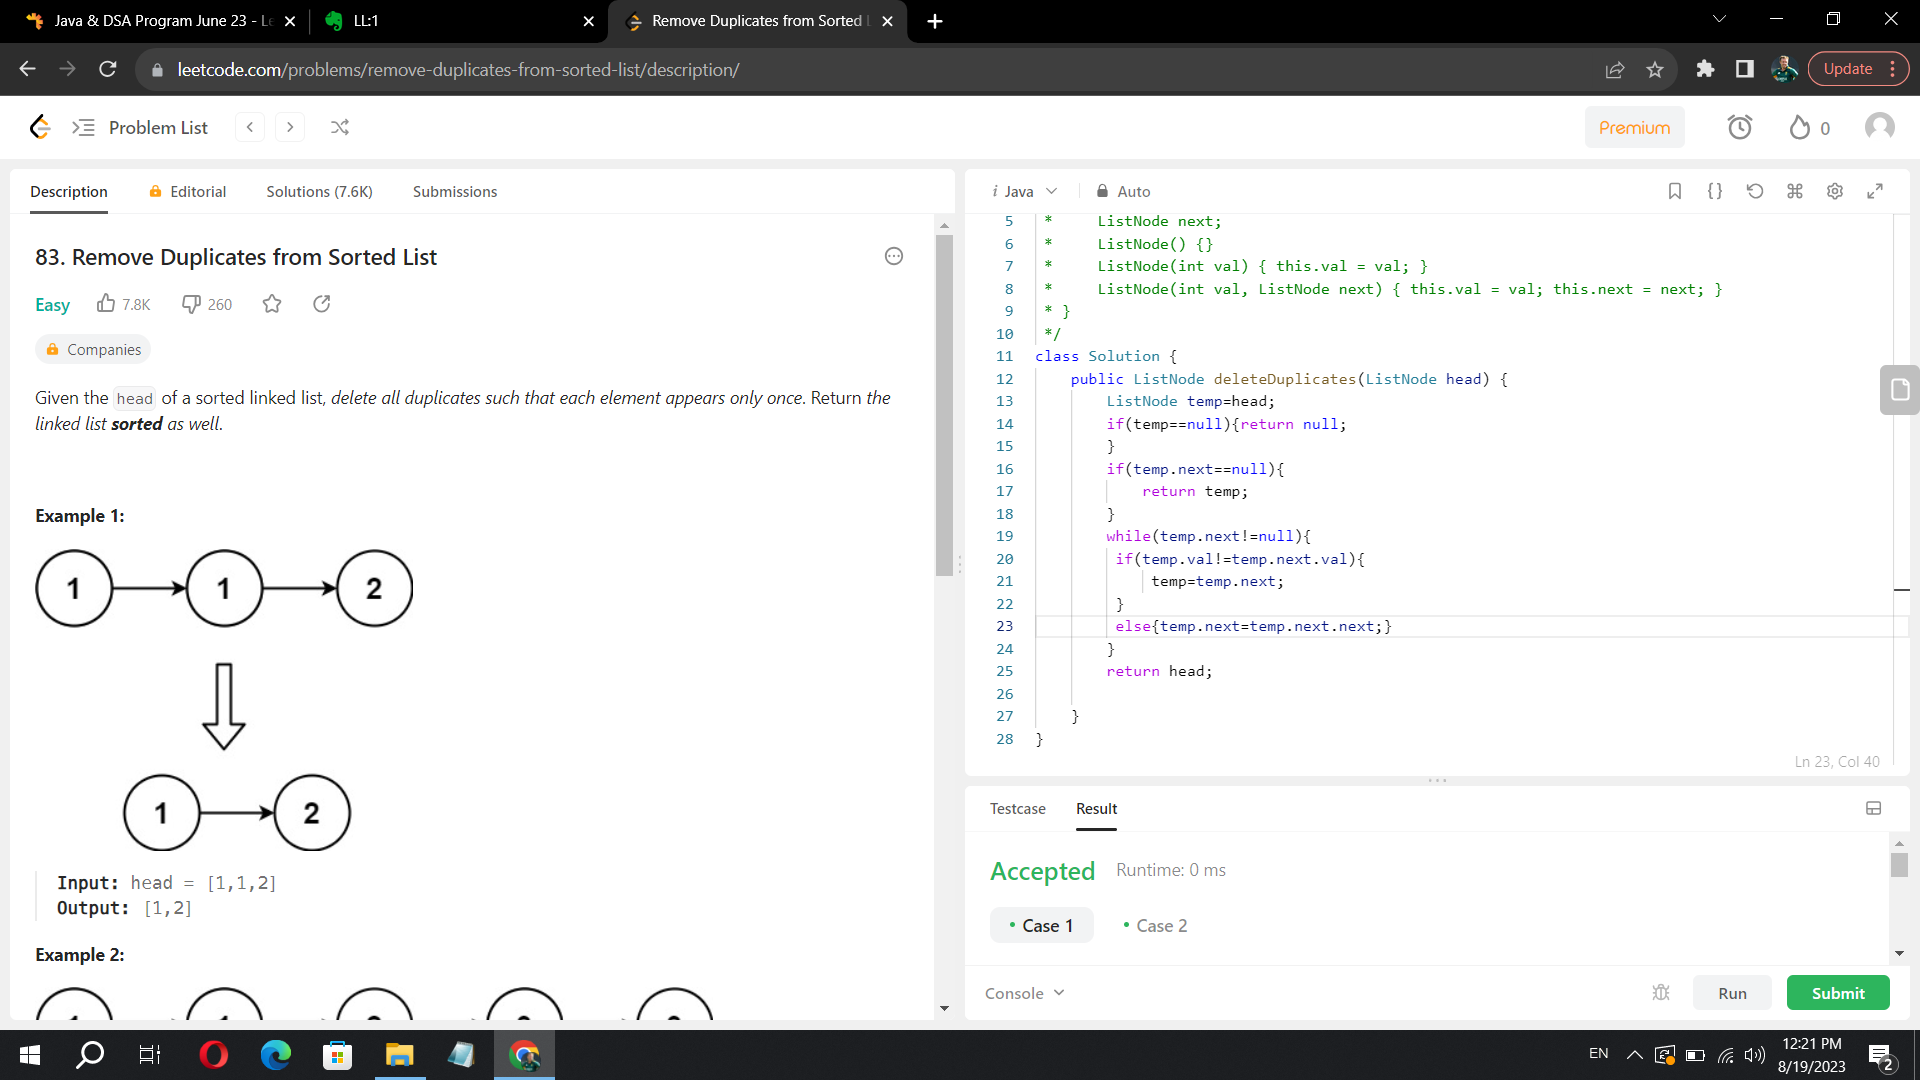 Java & DSA Program June 23 - Le
LL:1
Remove Duplicates from Sorted L
leetcode.com/problems/remove-duplicates-from-sorted-list/description/
Update
Problem List
Premium
0
Description
Editorial
Solutions (7.6K)
Submissions
83. Remove Duplicates from Sorted List
Easy
7.8K
260
Companies
Given the head of a sorted linked list, delete all duplicates such that each element appears only once. Return the
linked list sorted as well.
Example 1:
1
1
2
1
2
Input: head = [1,1,2]
Output: [1,2]
Example 2:
i Java
Auto
5 * ListNode next;
6 * ListNode() {}
7 * ListNode(int val) { this.val = val; }
8 * ListNode(int val, ListNode next) { this.val = val; this.next = next; }
9 * }
10 */
11 class Solution {
12 public ListNode deleteDuplicates(ListNode head) {
13 ListNode temp=head;
14 if(temp==null){return null;
15 }
16 if(temp.next==null){
17 return temp;
18 }
19 while(temp.next!=null){
20 if(temp.val!=temp.next.val){
21 temp=temp.next;
22 }
23 else{temp.next=temp.next.next;}
24 }
25 return head;
26
27 }
28 }
Ln 23, Col 40
Testcase
Result
Accepted
Runtime: 0 ms
• Case 1
• Case 2
Console
Run
Submit
EN
12:21 PM
8/19/2023
2